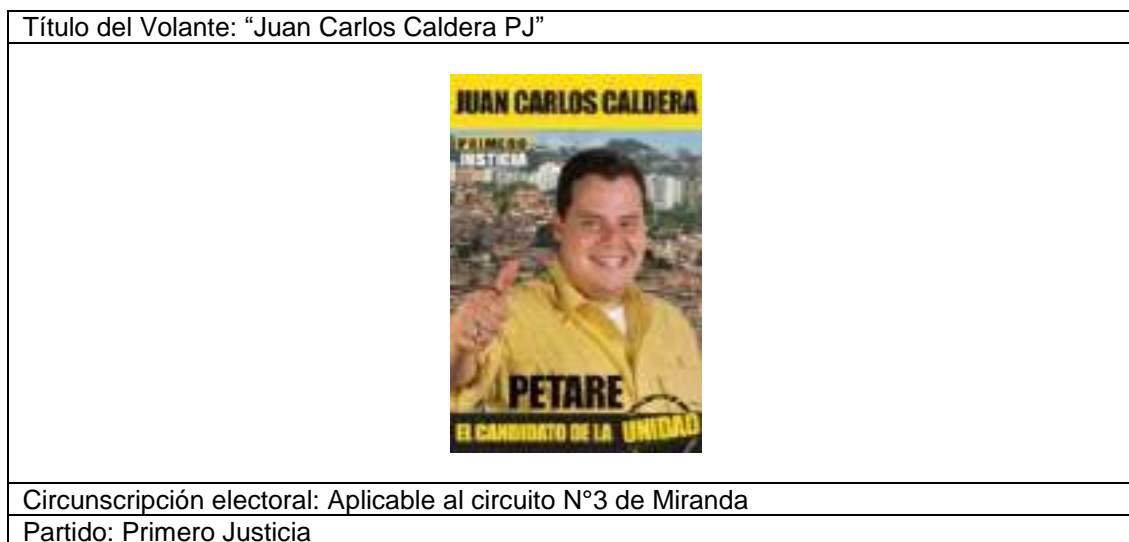 Título del Volante: “Juan Carlos Caldera PJ”
JUAN CARLOS CALDERA
PRIMERO
JUSTICIA
PETARE
EL CANDIDATO DE LA UNIDAD
Circunscripción electoral: Aplicable al circuito N°3 de Miranda
Partido: Primero Justicia